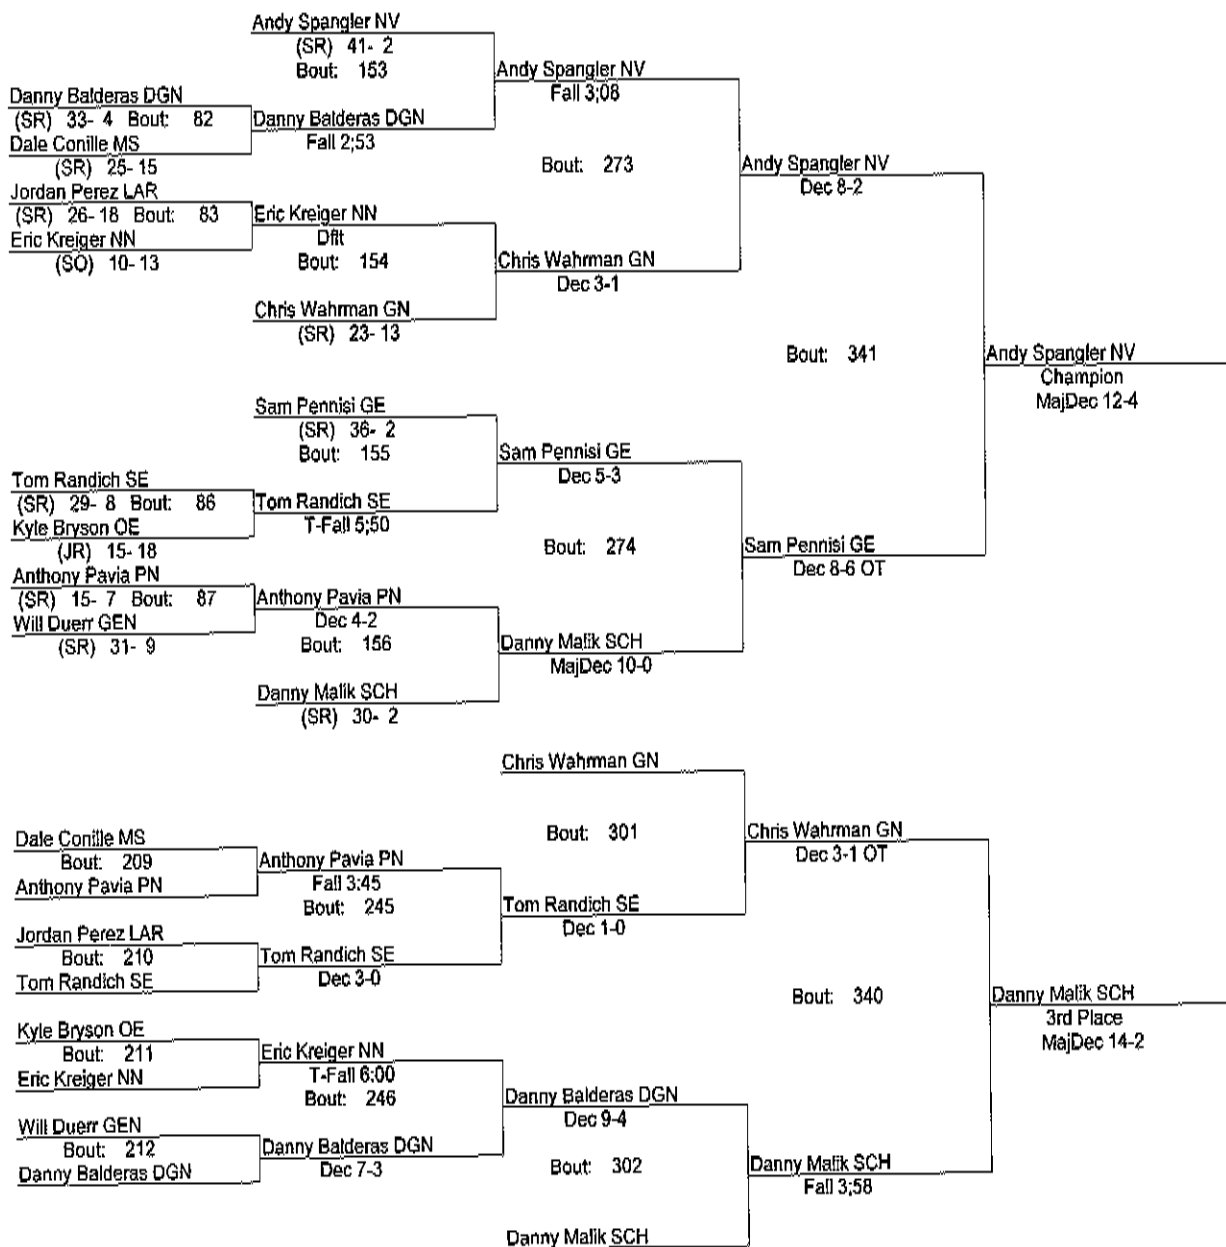 Andy Spangler NV
(SR) 41- 2
Bout: 153
Andy Spangler NV
Fall 3;08
Danny Balderas DGN
(SR) 33- 4 Bout: 82
Danny Balderas DGN
Fall 2;53
Dale Conille MS
(SR) 25- 15
Bout: 273
Andy Spangler NV
Dec 8-2
Jordan Perez LAR
(SR) 26- 18 Bout: 83
Eric Kreiger NN
Dflt
Eric Kreiger NN
(SO) 10- 13
Bout: 154
Chris Wahrman GN
Dec 3-1
Chris Wahrman GN
(SR) 23- 13
Bout: 341
Andy Spangler NV
Champion
MajDec 12-4
Sam Pennisi GE
(SR) 36- 2
Bout: 155
Sam Pennisi GE
Dec 5-3
Tom Randich SE
(SR) 29- 8 Bout: 86
Tom Randich SE
T-Fall 5;50
Kyle Bryson OE
(JR) 15- 18
Bout: 274
Sam Pennisi GE
Dec 8-6 OT
Anthony Pavia PN
(SR) 15- 7 Bout: 87
Anthony Pavia PN
Dec 4-2
Will Duerr GEN
(SR) 31- 9
Bout: 156
Danny Malik SCH
MajDec 10-0
Danny Malik SCH
(SR) 30- 2
Chris Wahrman GN
Bout: 301
Chris Wahrman GN
Dec 3-1 OT
Dale Conille MS
Bout: 209
Anthony Pavia PN
Fall 3:45
Anthony Pavia PN
Bout: 245
Tom Randich SE
Dec 1-0
Jordan Perez LAR
Bout: 210
Tom Randich SE
Dec 3-0
Tom Randich SE
Bout: 340
Danny Malik SCH
3rd Place
MajDec 14-2
Kyle Bryson OE
Bout: 211
Eric Kreiger NN
T-Fall 6:00
Eric Kreiger NN
Bout: 246
Danny Balderas DGN
Dec 9-4
Will Duerr GEN
Bout: 212
Danny Balderas DGN
Dec 7-3
Danny Balderas DGN
Bout: 302
Danny Malik SCH
Fall 3;58
Danny Malik SCH